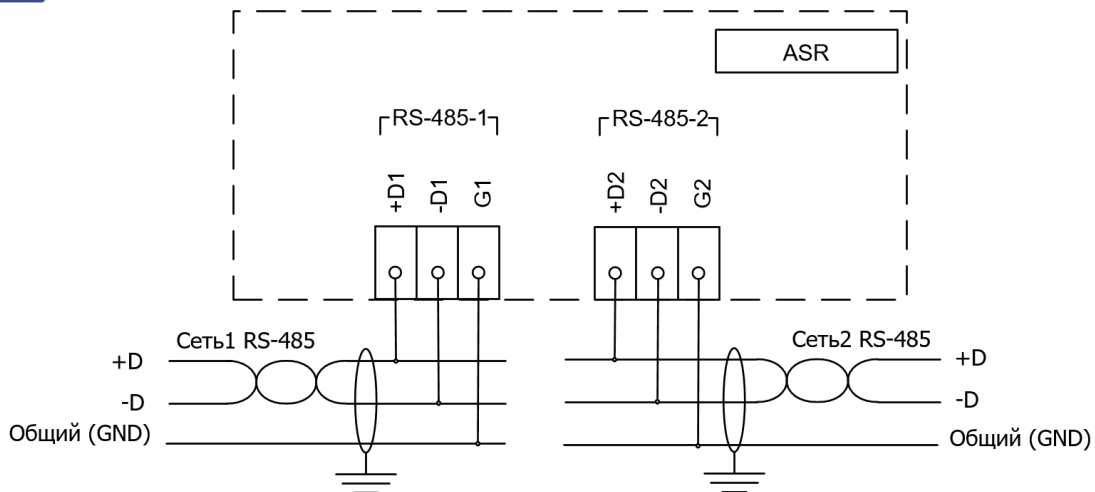 ASR
RS-485-1
RS-485-2
+D1
-D1
G1
+D2
-D2
G2
Сеть1 RS-485
Сеть2 RS-485
+D
+D
-D
-D
Общий (GND)
Общий (GND)